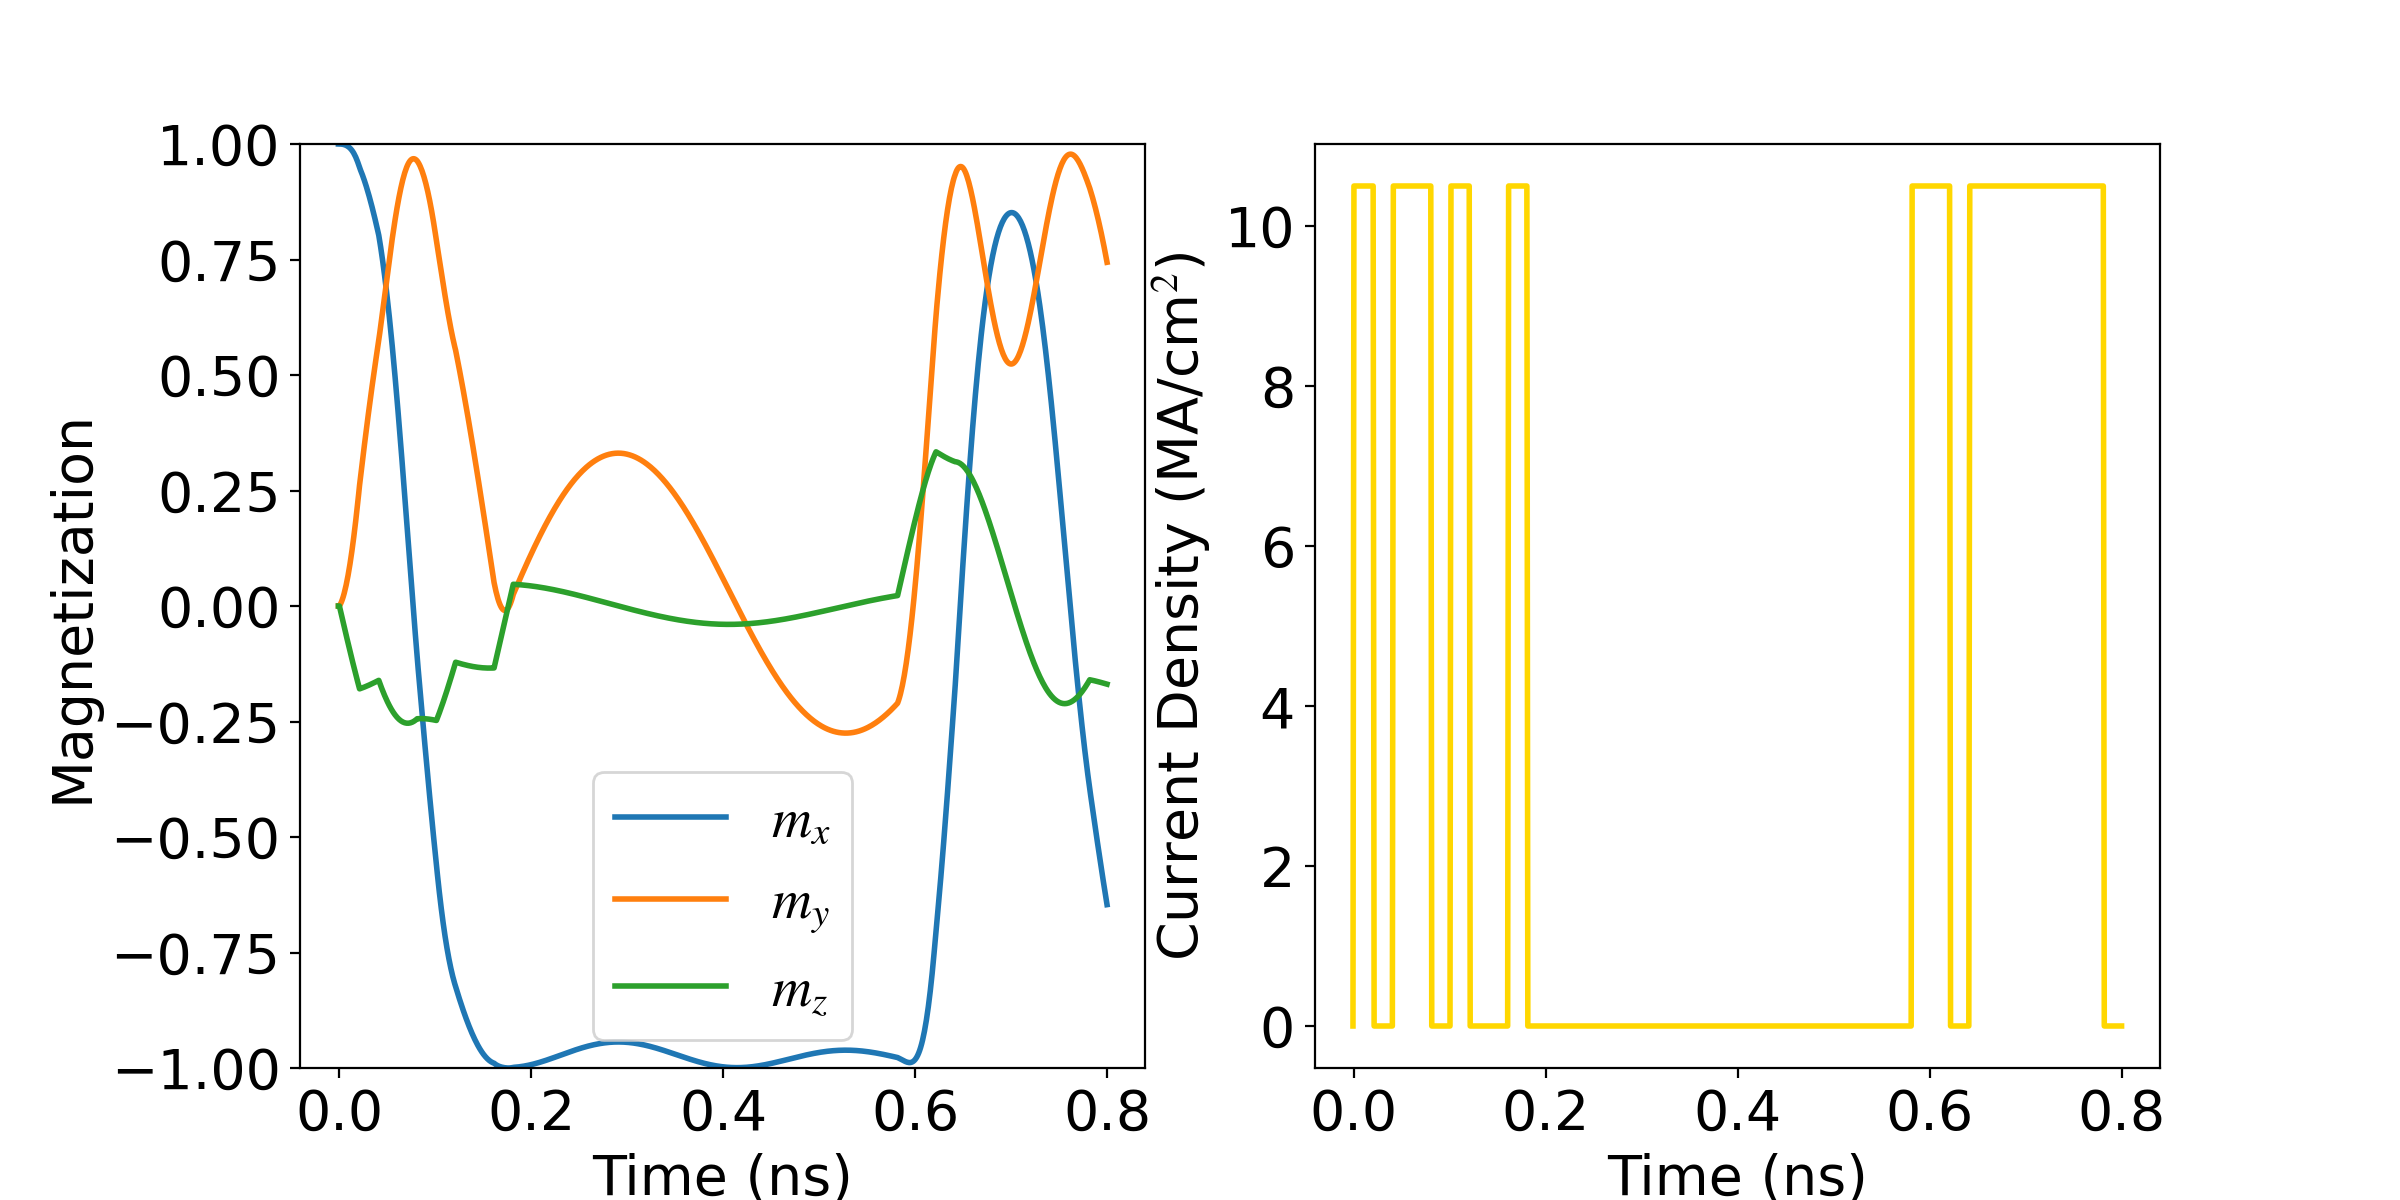 Magnetization
1.00
0.75
0.50
0.25
0.00
−0.25
−0.50
−0.75
−1.00
0.0 0.2 0.4 0.6 0.8
Time (ns)
m_x
m_y
m_z
Current Density (MA/cm²)
10
8
6
4
2
0
0.0 0.2 0.4 0.6 0.8
Time (ns)